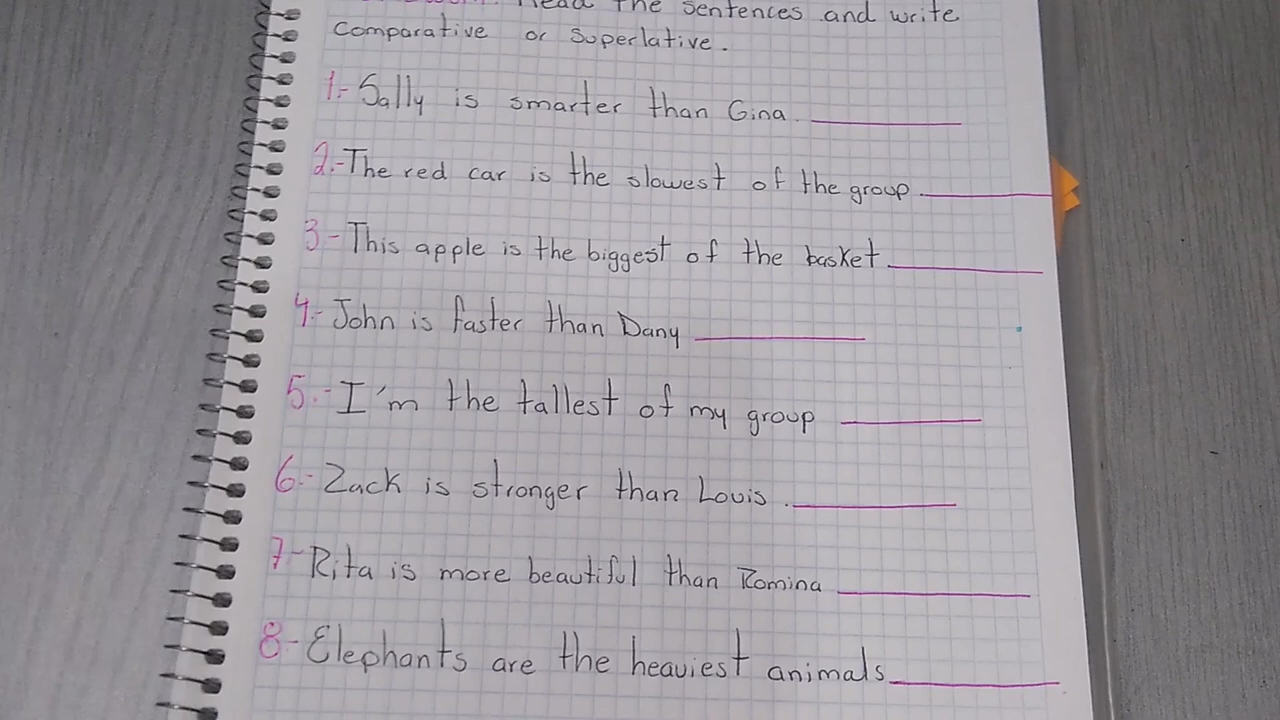 Read the sentences and write
comparative or superlative.
1.- Sally is smarter than Gina.
2.- The red car is the slowest of the group
3.- This apple is the biggest of the basket
4.- John is faster than Dany
5.- I'm the tallest of my group
6.- Zack is stronger than Louis.
7- Rita is more beautiful than Romina
8- Elephants are the heaviest animals